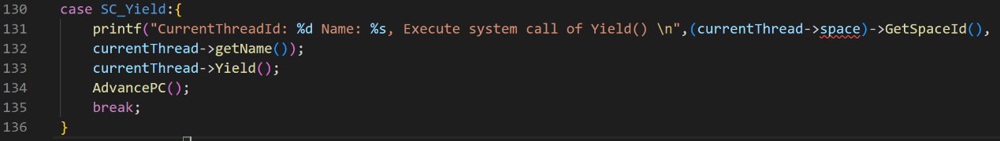 130 case SC_Yield:{
131 printf("CurrentThreadId: %d Name: %s, Execute system call of Yield() \n",(currentThread->space)->GetSpaceId(),
132 currentThread->getName());
133 currentThread->Yield();
134 AdvancePC();
135 break;
136 }